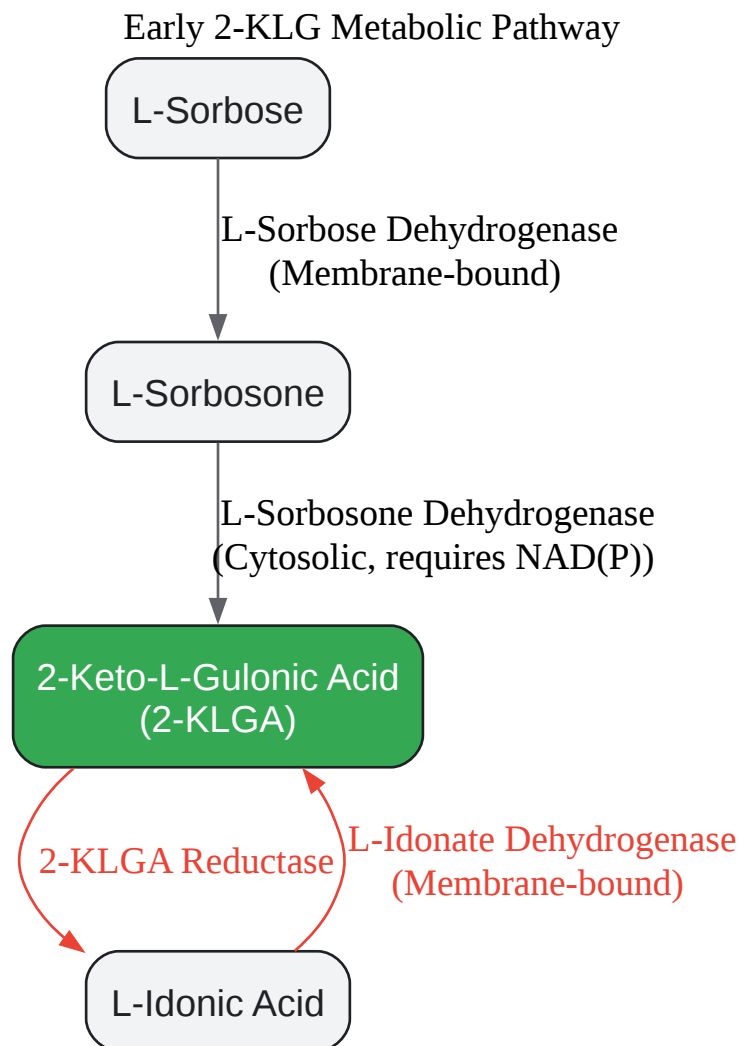 Early 2-KLG Metabolic Pathway
L-Sorbose
L-Sorbose Dehydrogenase
(Membrane-bound)
L-Sorbosone
L-Sorbosone Dehydrogenase
(Cytosolic, requires NAD(P))
2-Keto-L-Gulonic Acid
(2-KLGA)
2-KLGA Reductase
L-Idonate Dehydrogenase
(Membrane-bound)
L-Idonic Acid